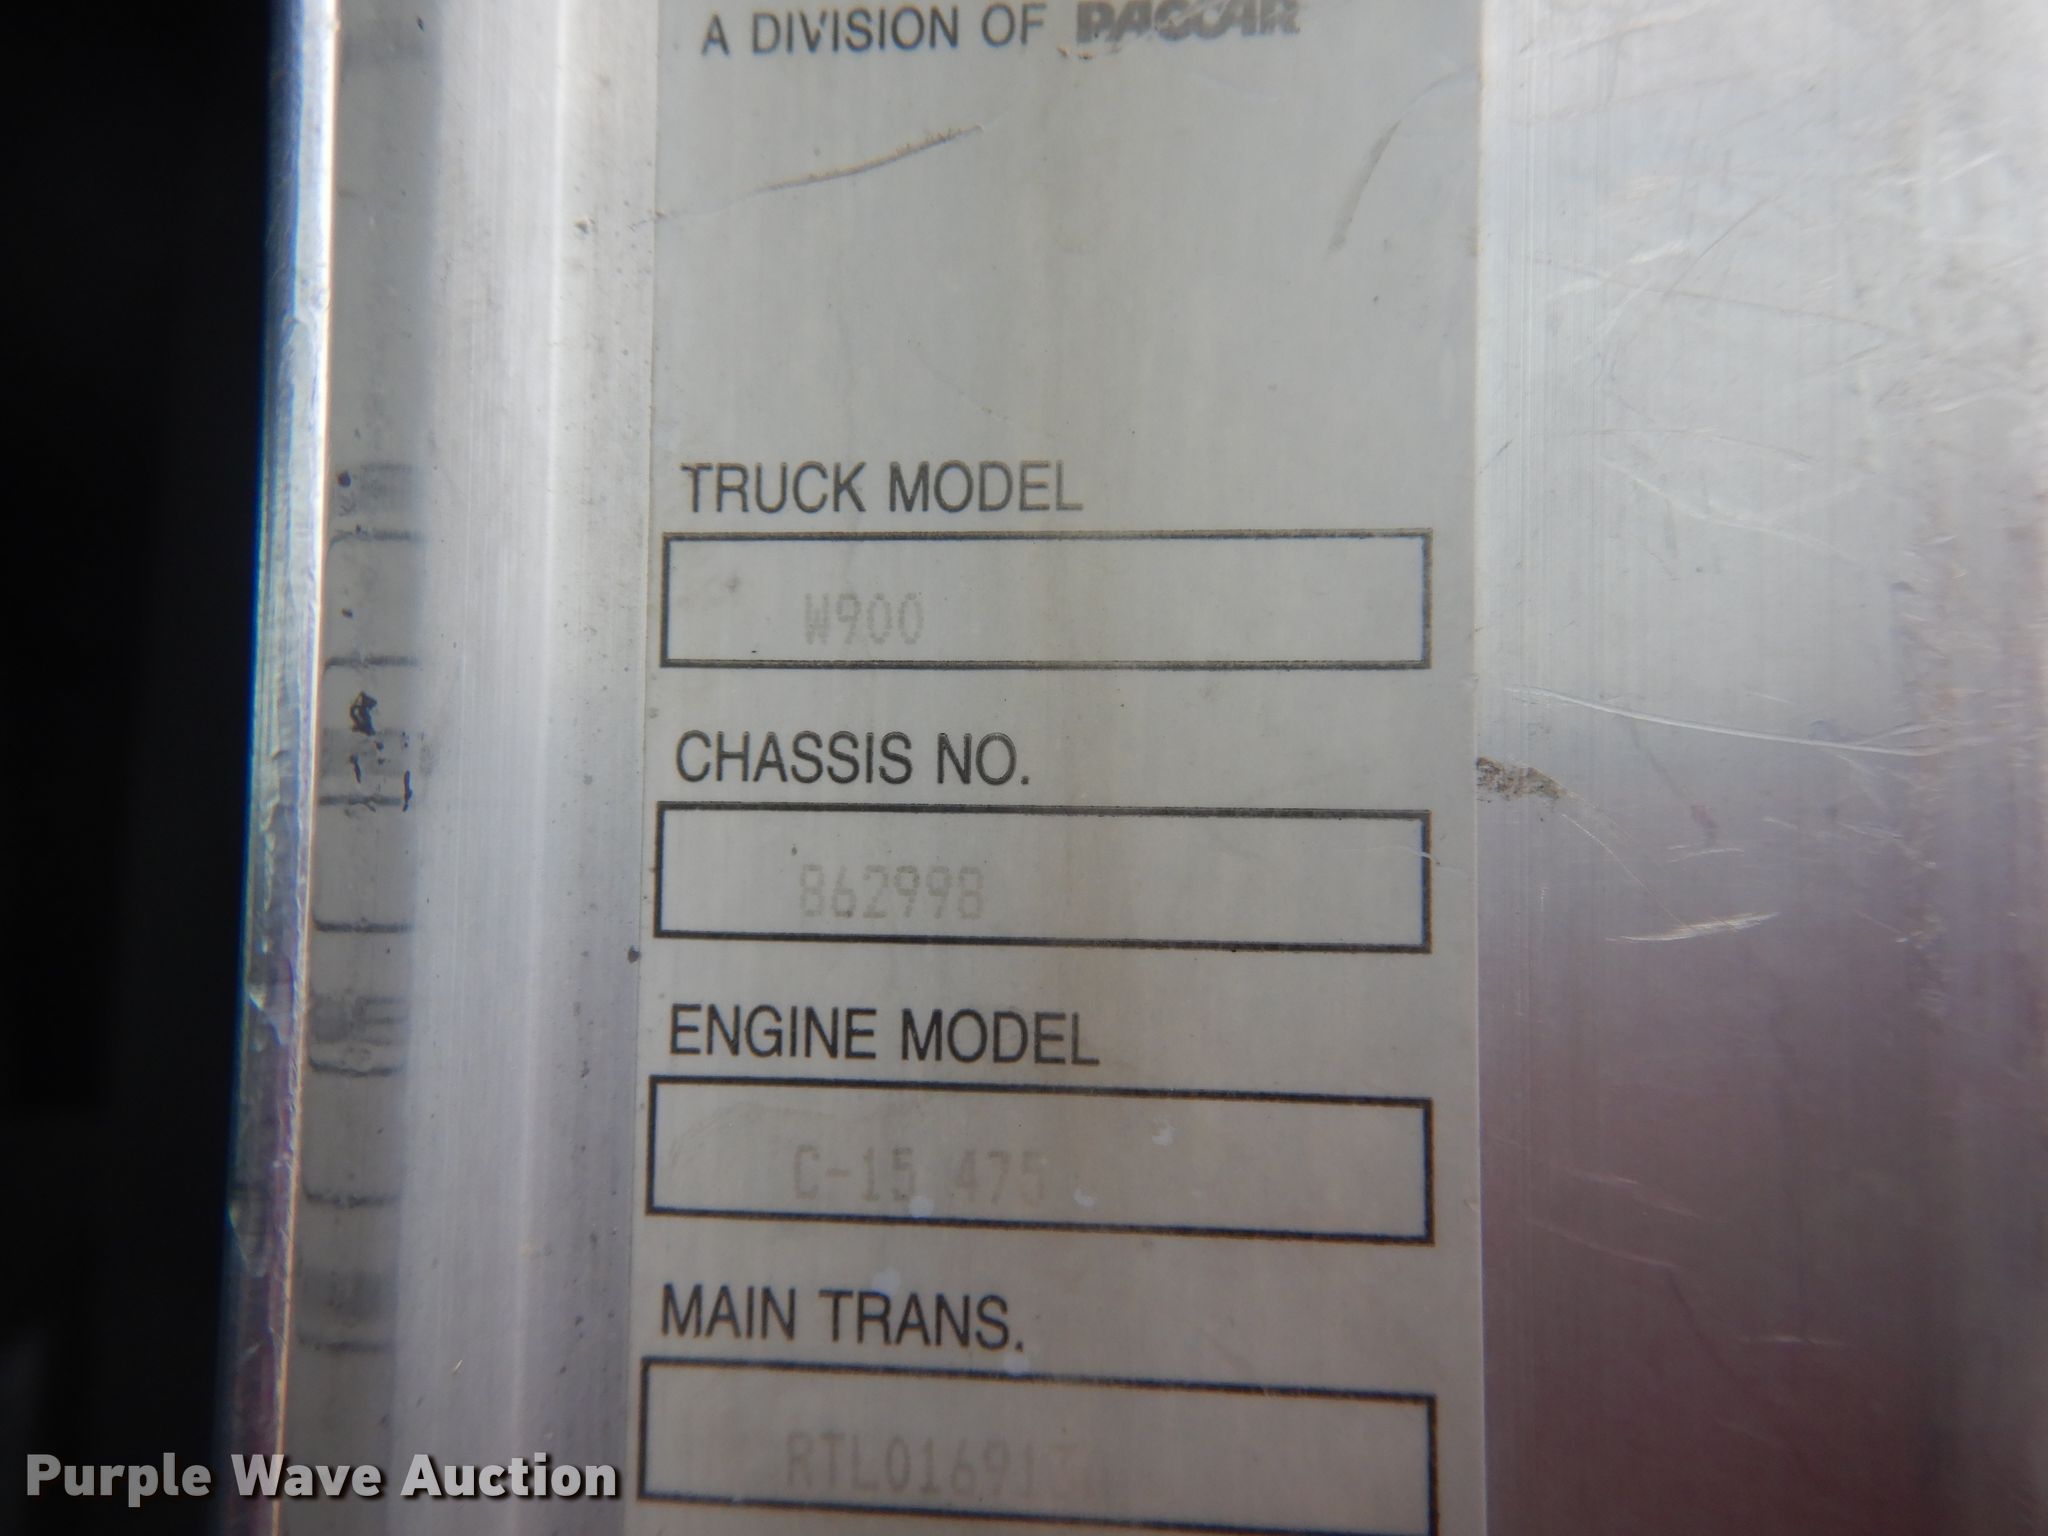 A DIVISION OF PACCAR
TRUCK MODEL
W900
CHASSIS NO.
862998
ENGINE MODEL
C-15 475
MAIN TRANS.
Purple Wave Auction